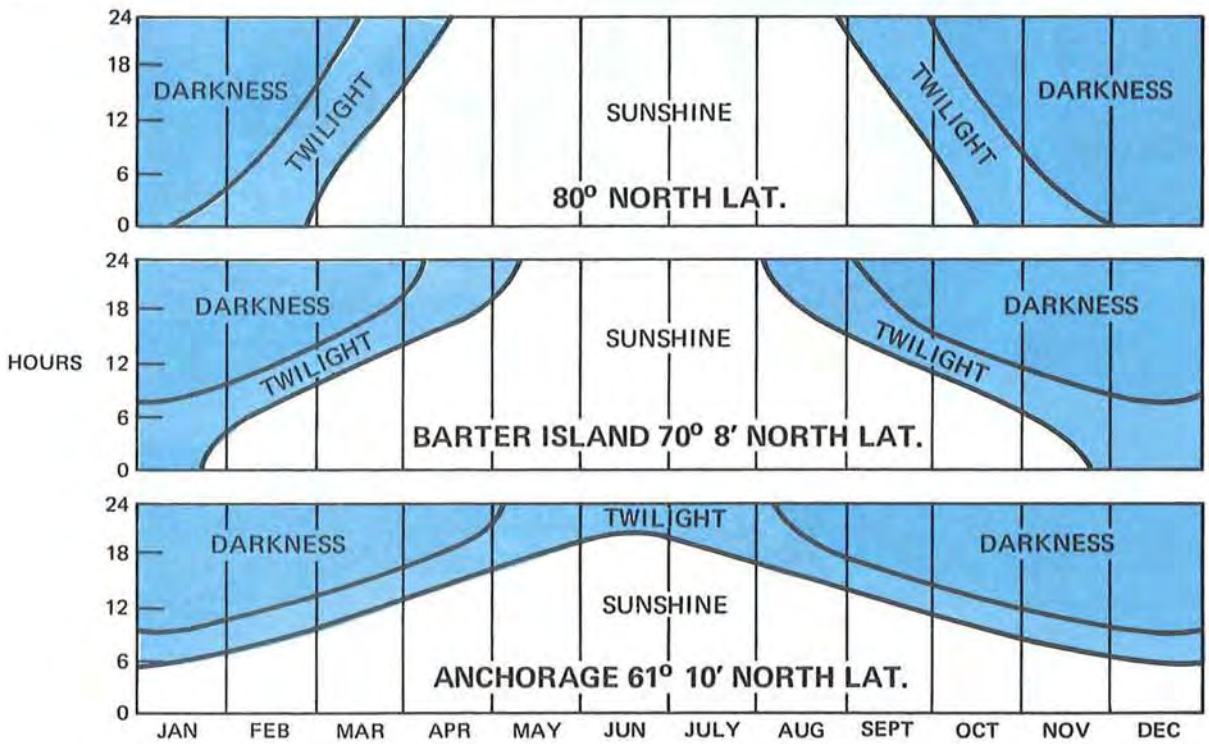 24
18
12
6
0
DARKNESS
TWILIGHT
SUNSHINE
TWILIGHT
DARKNESS
80º NORTH LAT.
HOURS
24
18
12
6
0
DARKNESS
TWILIGHT
SUNSHINE
TWILIGHT
DARKNESS
BARTER ISLAND 70º 8′ NORTH LAT.
24
18
12
6
0
DARKNESS
TWILIGHT
SUNSHINE
DARKNESS
ANCHORAGE 61º 10′ NORTH LAT.
JAN FEB MAR APR MAY JUN JULY AUG SEPT OCT NOV DEC